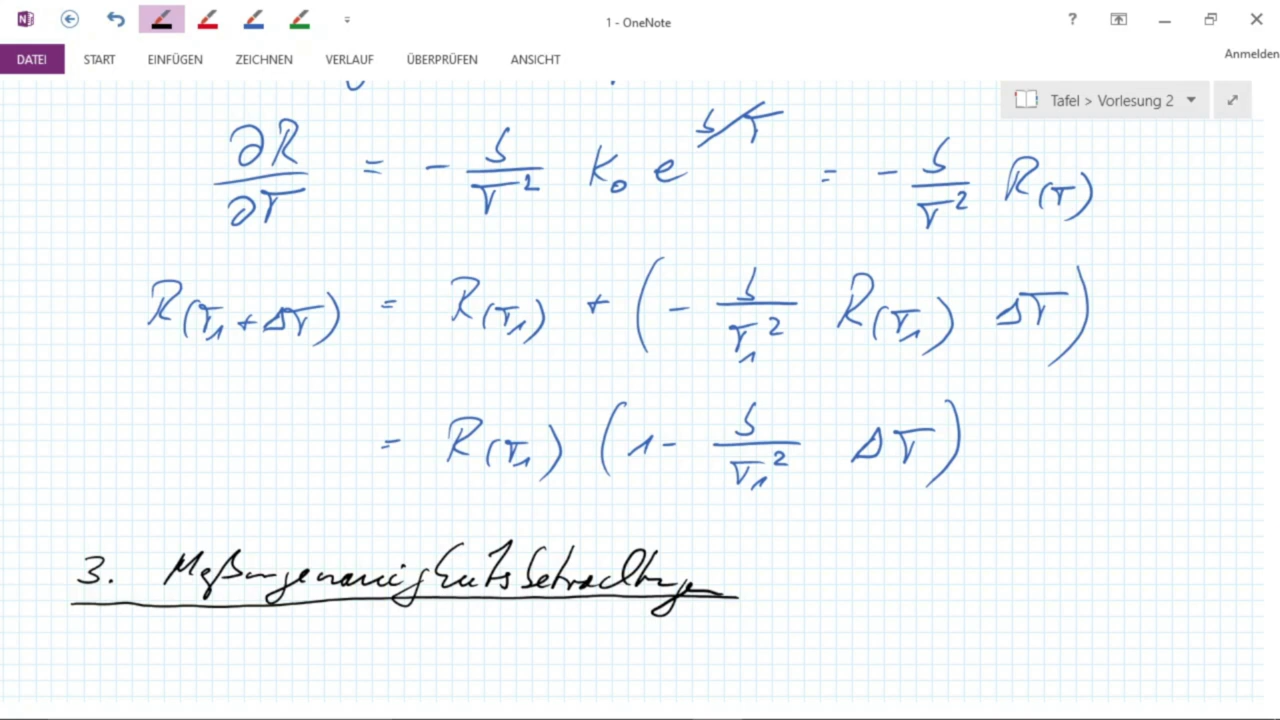 1 - OneNote
?
DATEI START EINFÜGEN ZEICHNEN VERLAUF ÜBERPRÜFEN ANSICHT
Anmelden
Tafel > Vorlesung 2
∂R/∂T = - S/T² K₀ e^(S/T) = - S/T² R(T)
R(T₁ + ΔT) = R(T₁) + (- S/T₁² R(T₁) ΔT)
= R(T₁) (1 - S/T₁² ΔT)
3. Meßungenauigkeitsbetrachtungen